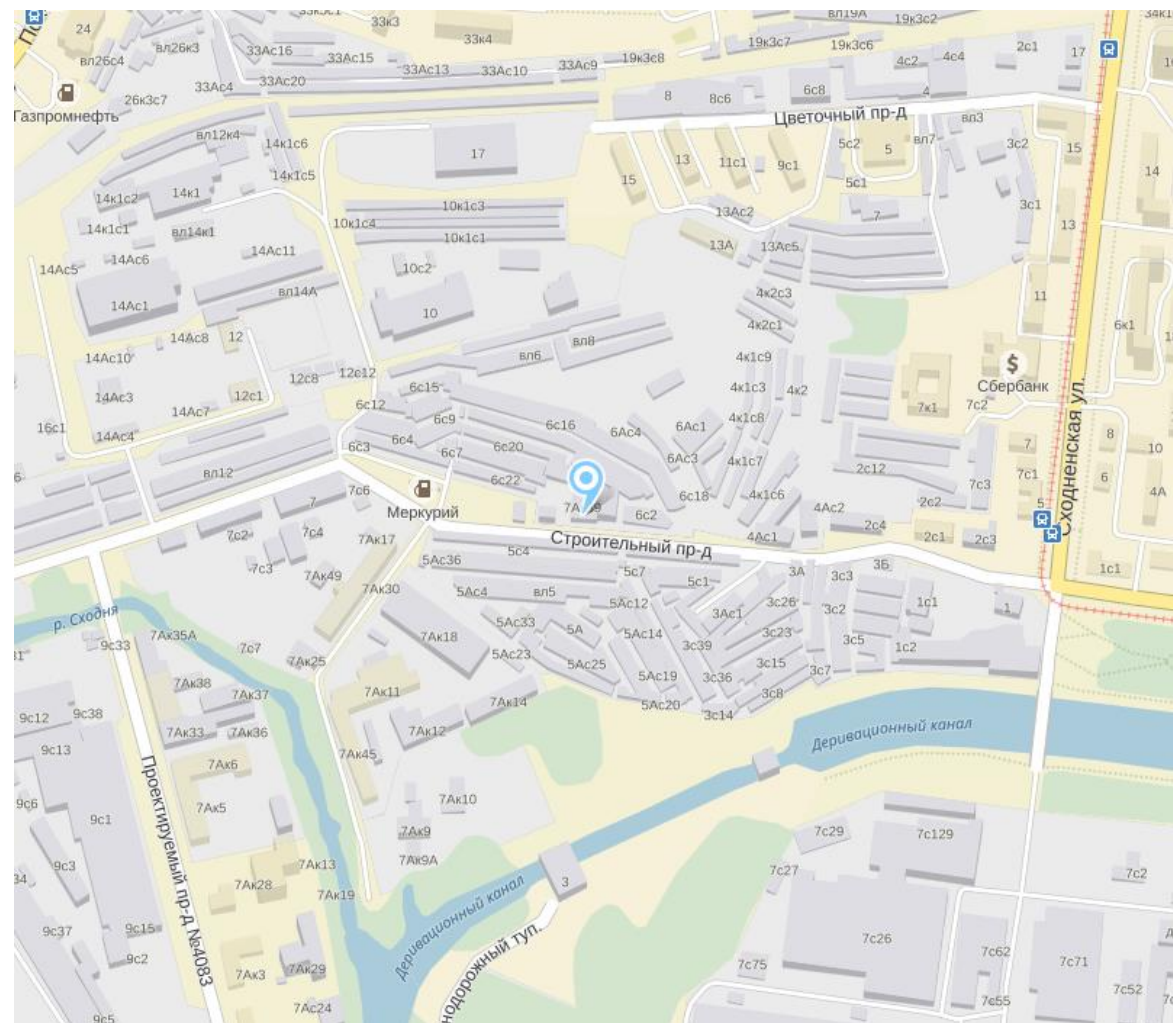 24
вл26к3
вл26с4
33к3
33к4
33Ас16
33Ас15
33Ас13
33Ас10
33Ас9
33Ас20
33Ас4
26к3с7
Газпромнефть
19к3с8
19к3с7
19к3с6
вл19А
19к3с2
2с1
17
4с4
4с2
6с8
4
8
8с6
Цветочный пр-д
вл3
3с2
15
14
вл7
5
5с2
5с1
9с1
11с1
13
15
17
вл12к4
14к1с6
14к1с5
14к1с2
14к1
14к1с1
вл14к1
10к1с3
10к1с4
10к1с1
13Ас2
13А
13Ас5
7
3с1
13
11
14Ас5
14Ас6
14Ас11
14Ас1
вл14А
10с2
10
4к2с3
4к2с1
6к1
14Ас8
12
14Ас10
вл8
вл6
4к1с9
Сбербанк
12с8
12с12
6с15
4к1с3
4к2
14Ас3
12с1
14Ас7
6с12
6с9
6с16
6Ас4
6Ас1
4к1с8
7к1
7с2
16с1
14Ас4
6с3
6с4
6с7
6с20
6Ас3
4к1с7
2с12
7
7с1
7с3
8
10
6
4А
вл12
6с22
6с18
4к1с6
4Ас2
2с2
5
7с6
7
Меркурий
6с2
2с4
2с1
2с3
Сходненская ул.
7с2
7с4
7Ак17
Строительный пр-д
4Ас1
1с1
7с3
7Ак49
7Ак30
5Ас36
5с4
5с7
5с1
3А
3с3
3Б
5Ас4
вл5
5Ас12
3с26
3с2
1с1
1
р. Сходня
7Ак35А
9с33
7с7
7Ак18
5Ас33
5А
5Ас14
3Ас1
3с23
3с5
1с2
7Ак25
5Ас23
5Ас25
3с39
3с15
3с7
7Ак38
7Ак37
7Ак11
5Ас19
3с36
3с8
7Ак14
5Ас20
3с14
9с12
9с38
7Ак33
7Ак36
7Ак12
Деривационный канал
9с13
7Ак45
7Ак6
Проектируемый пр-д №4083
9с6
9с1
7Ак5
7Ак10
7Ак9
7с29
7с129
9с3
7Ак9А
7Ак13
7Ак28
7Ак19
3
7с27
7с2
9с37
9с15
9с2
Деривационный канал
7с26
7с62
7с71
7Ак3
7Ак29
нодорожный туп.
7с75
7с52
7Ас24
9с5
7с55